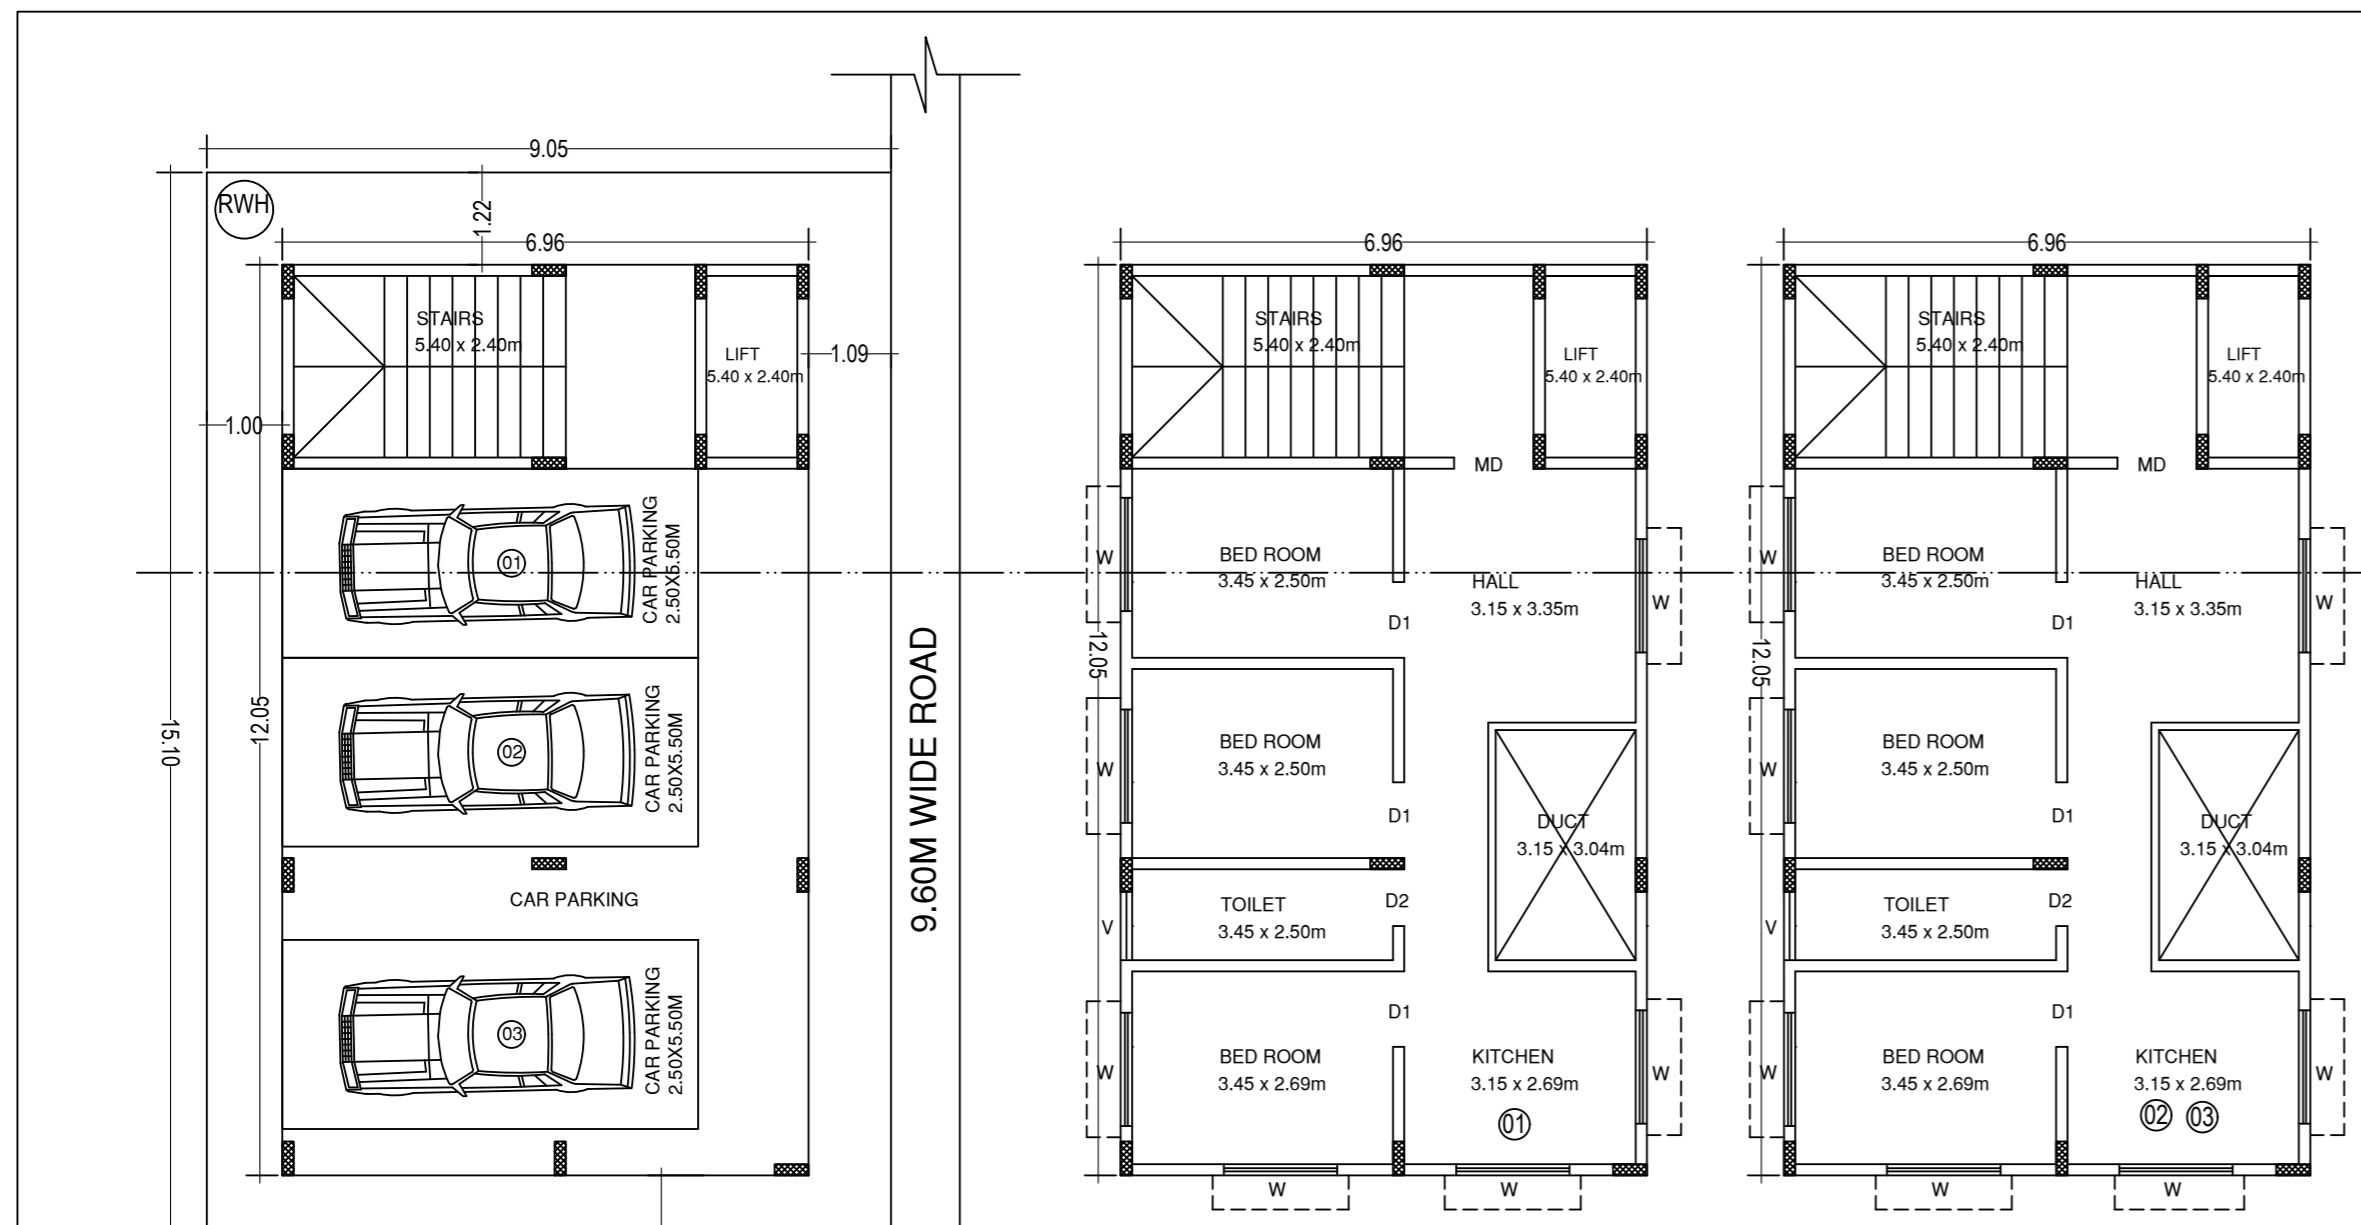 9.05
RWH
1.22
6.96
STAIRS
5.40 x 2.40m
LIFT
5.40 x 2.40m
1.09
1.00
01
CAR PARKING
2.50X5.50M
02
CAR PARKING
2.50X5.50M
12.05
15.10
CAR PARKING
03
CAR PARKING
2.50X5.50M
9.60M WIDE ROAD
6.96
STAIRS
5.40 x 2.40m
LIFT
5.40 x 2.40m
MD
W
BED ROOM
3.45 x 2.50m
HALL
3.15 x 3.35m
W
D1
12.05
W
BED ROOM
3.45 x 2.50m
D1
DUCT
3.15 x 3.04m
V
TOILET
3.45 x 2.50m
D2
D1
W
BED ROOM
3.45 x 2.69m
KITCHEN
3.15 x 2.69m
W
01
W
W
6.96
STAIRS
5.40 x 2.40m
LIFT
5.40 x 2.40m
MD
W
BED ROOM
3.45 x 2.50m
HALL
3.15 x 3.35m
W
D1
12.05
W
BED ROOM
3.45 x 2.50m
D1
DUCT
3.15 x 3.04m
V
TOILET
3.45 x 2.50m
D2
D1
W
BED ROOM
3.45 x 2.69m
KITCHEN
3.15 x 2.69m
W
02 03
W
W